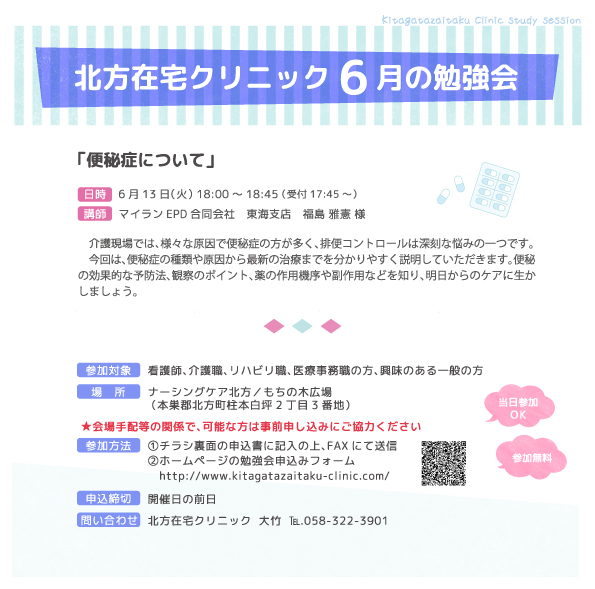 Kitagatazaitaku Clinic Study Session
北方在宅クリニック 6 月の勉強会
「便秘症について」
日時 6 月 13 日(火) 18:00 〜 18:45 (受付 17:45 〜)
講師 マイラン EPD 合同会社　東海支店　福島 雅憲 様
介護現場では、様々な原因で便秘症の方が多く、排便コントロールは深刻な悩みの一つです。
今回は、便秘症の種類や原因から最新の治療までを分かりやすく説明していただきます。便秘
の効果的な予防法、観察のポイント、薬の作用機序や副作用などを知り、明日からのケアに生か
しましょう。
参加対象 看護師、介護職、リハビリ職、医療事務職の方、興味のある一般の方
場　所 ナーシングケア北方／もちの木広場
（本巣郡北方町柱本白坪 2 丁目 3 番地）
当日参加
OK
★会場手配等の関係で、可能な方は事前申し込みにご協力ください
参加方法 ①チラシ裏面の申込書に記入の上、FAX にて送信
②ホームページの勉強会申込みフォーム
http://www.kitagatazaitaku-clinic.com/
参加無料
申込締切 開催日の前日
問い合わせ 北方在宅クリニック 大竹 ℡.058-322-3901